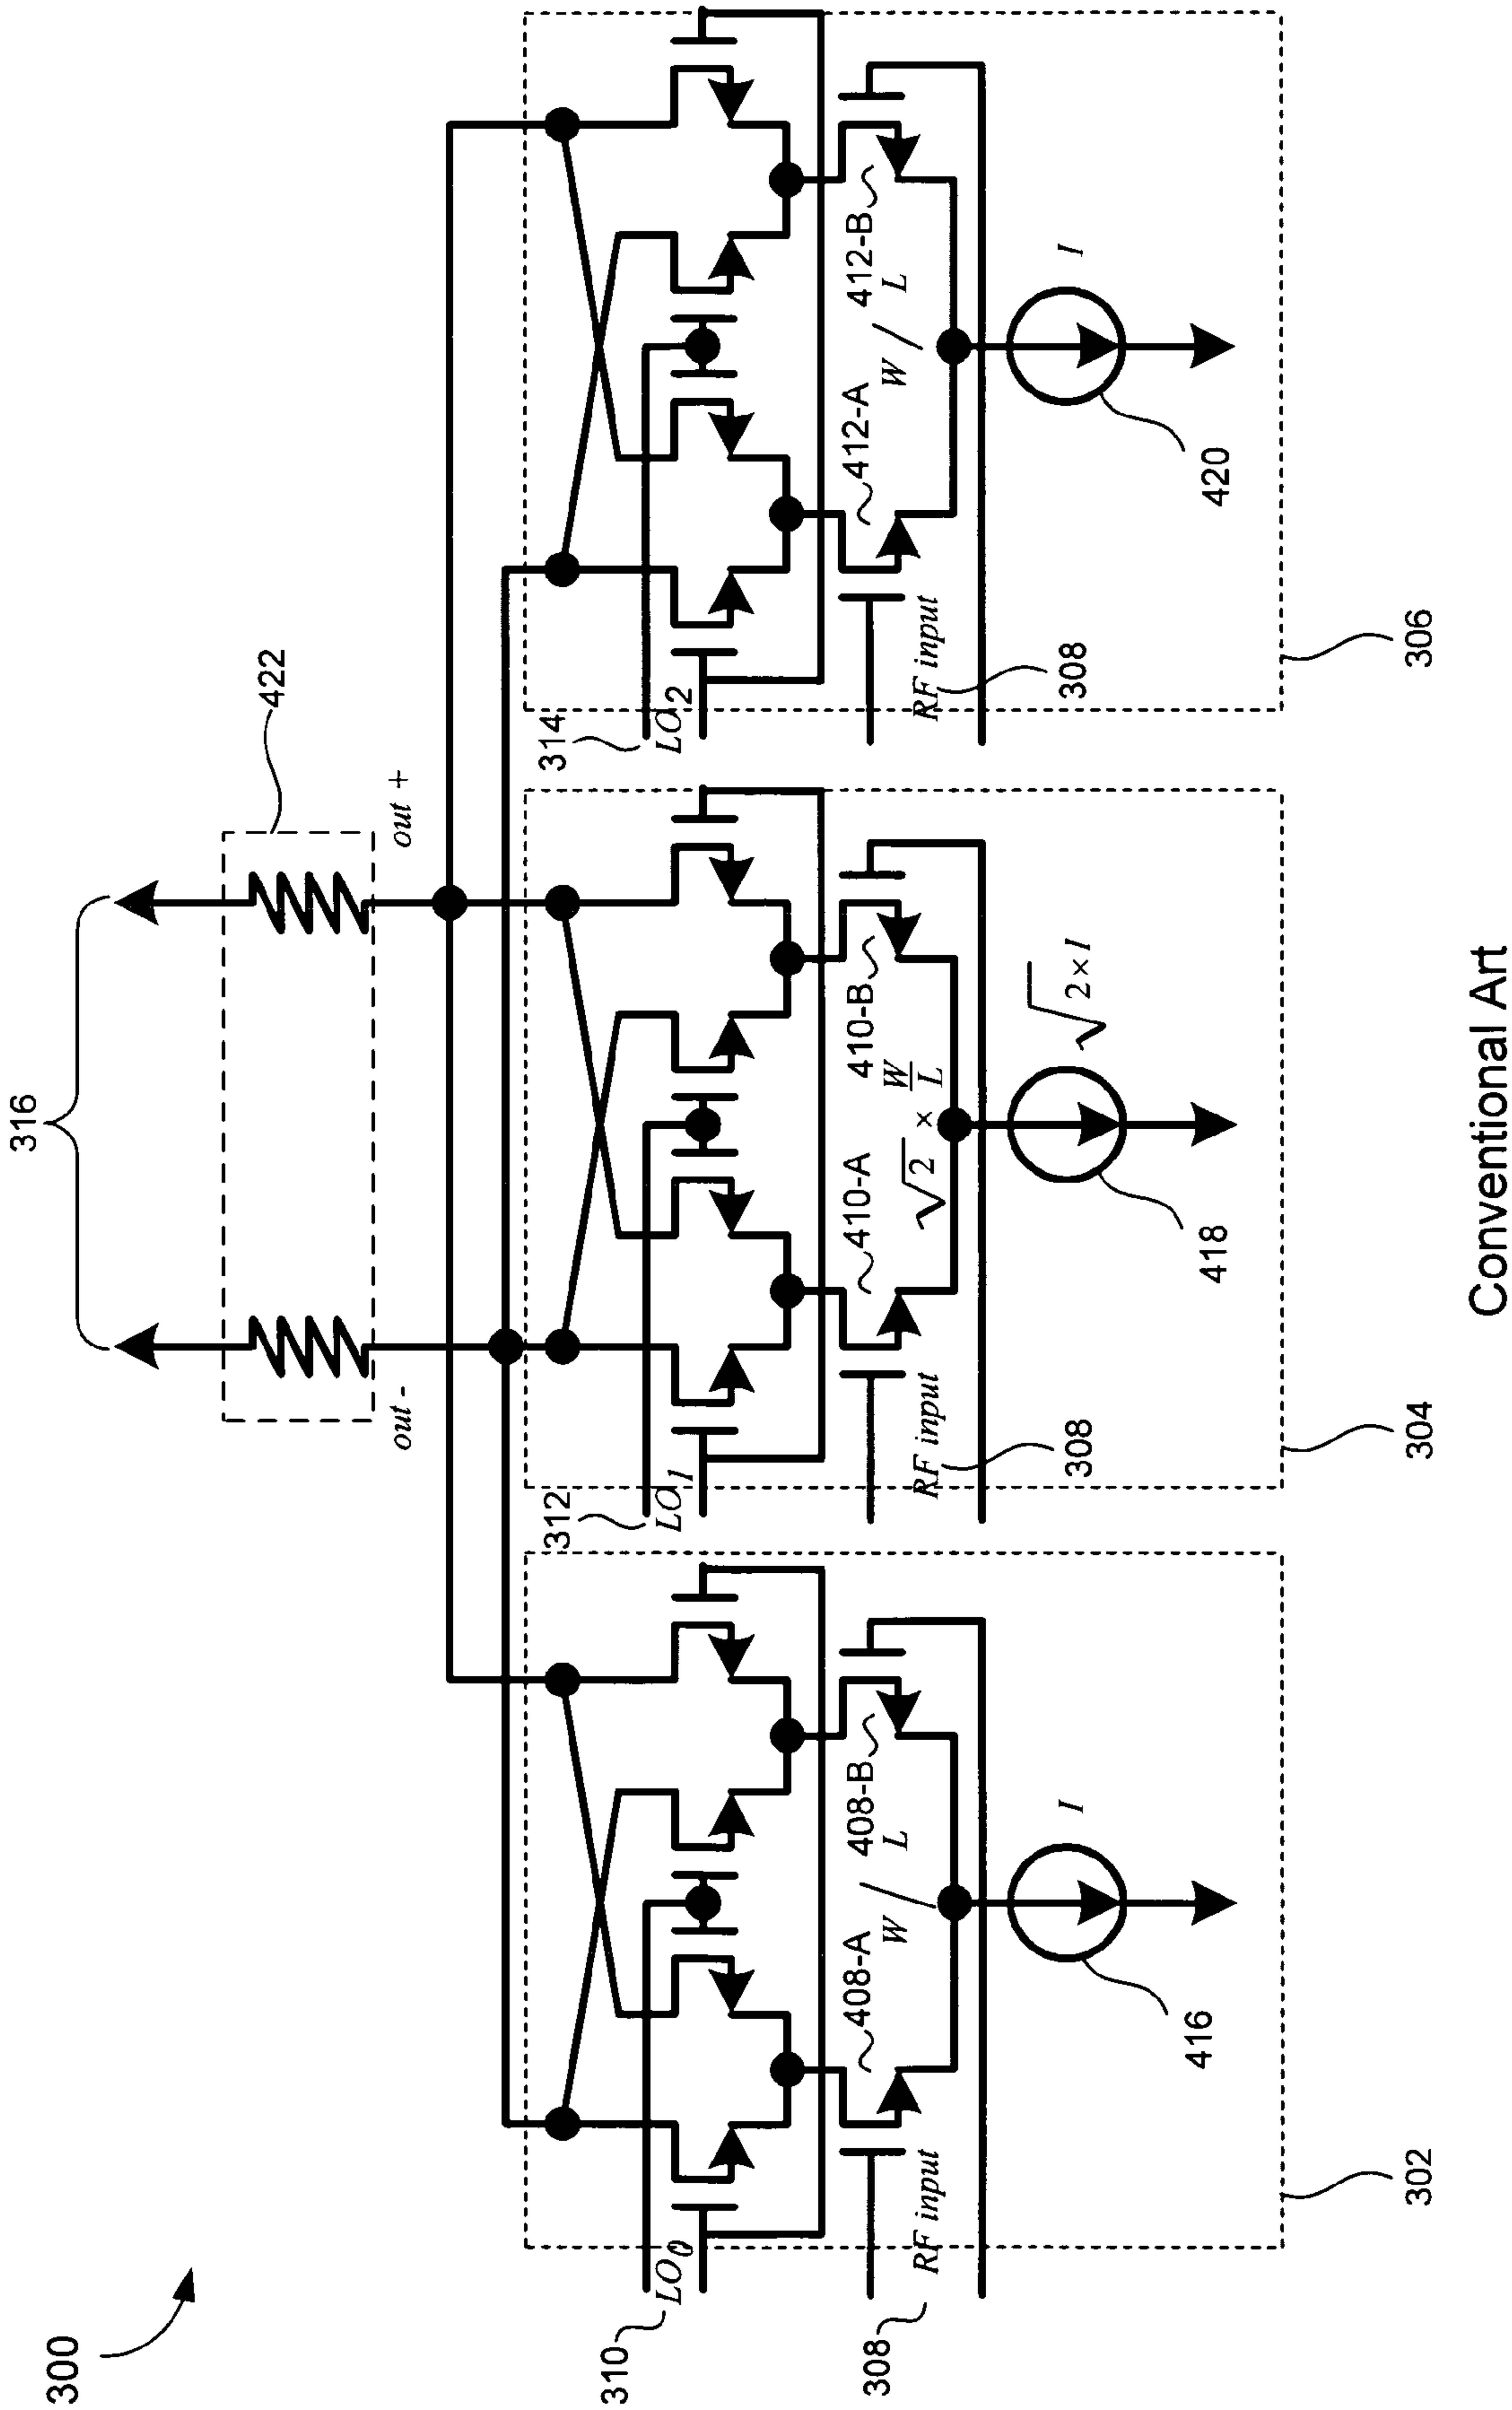 300
316
422
out -
out +
310
LO0
312
LO1
314
LO2
408-A
408-B
W / L
410-A
410-B
√2 × W/L
412-A
412-B
W / L
308
RF input
RF input
308
RF input
308
I
√2×I
I
416
418
420
302
304
306
Conventional Art